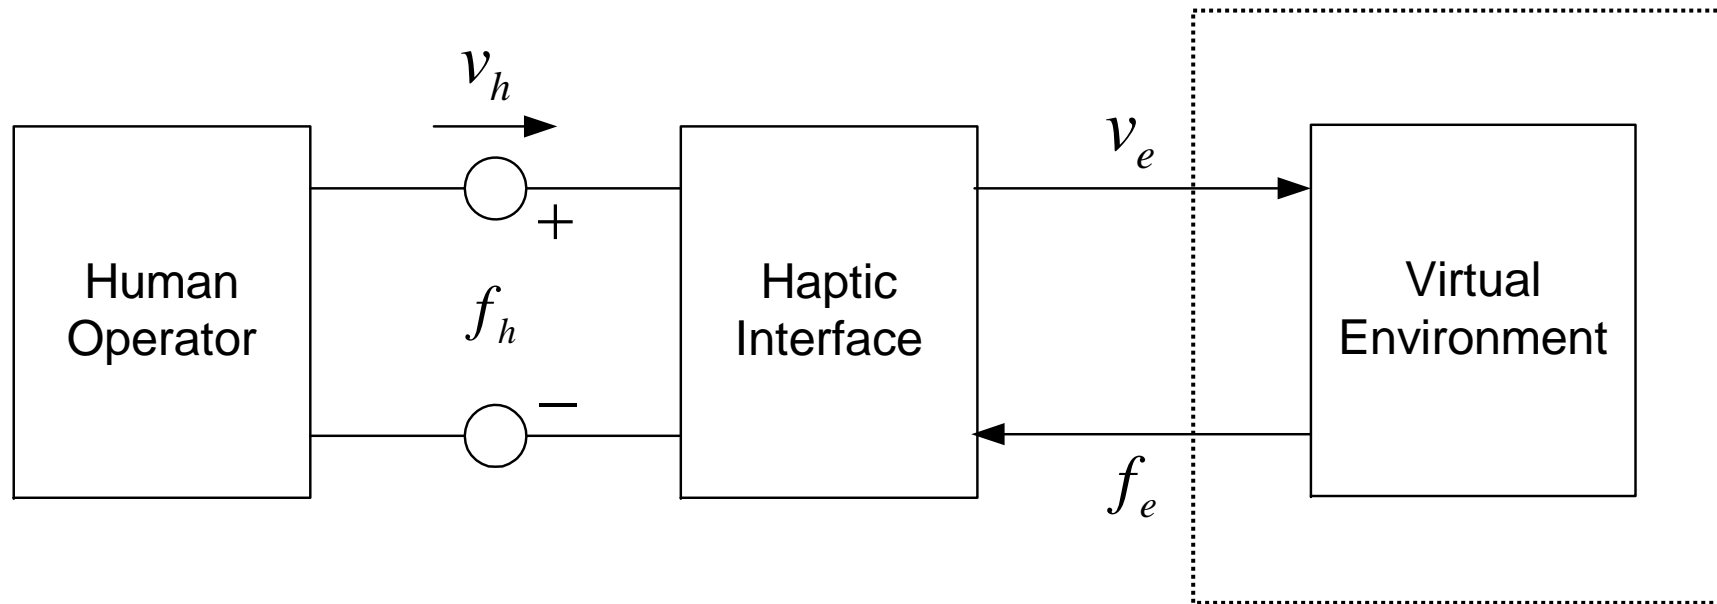 v_h
v_e
+
Human
Operator
f_h
Haptic
Interface
Virtual
Environment
−
f_e